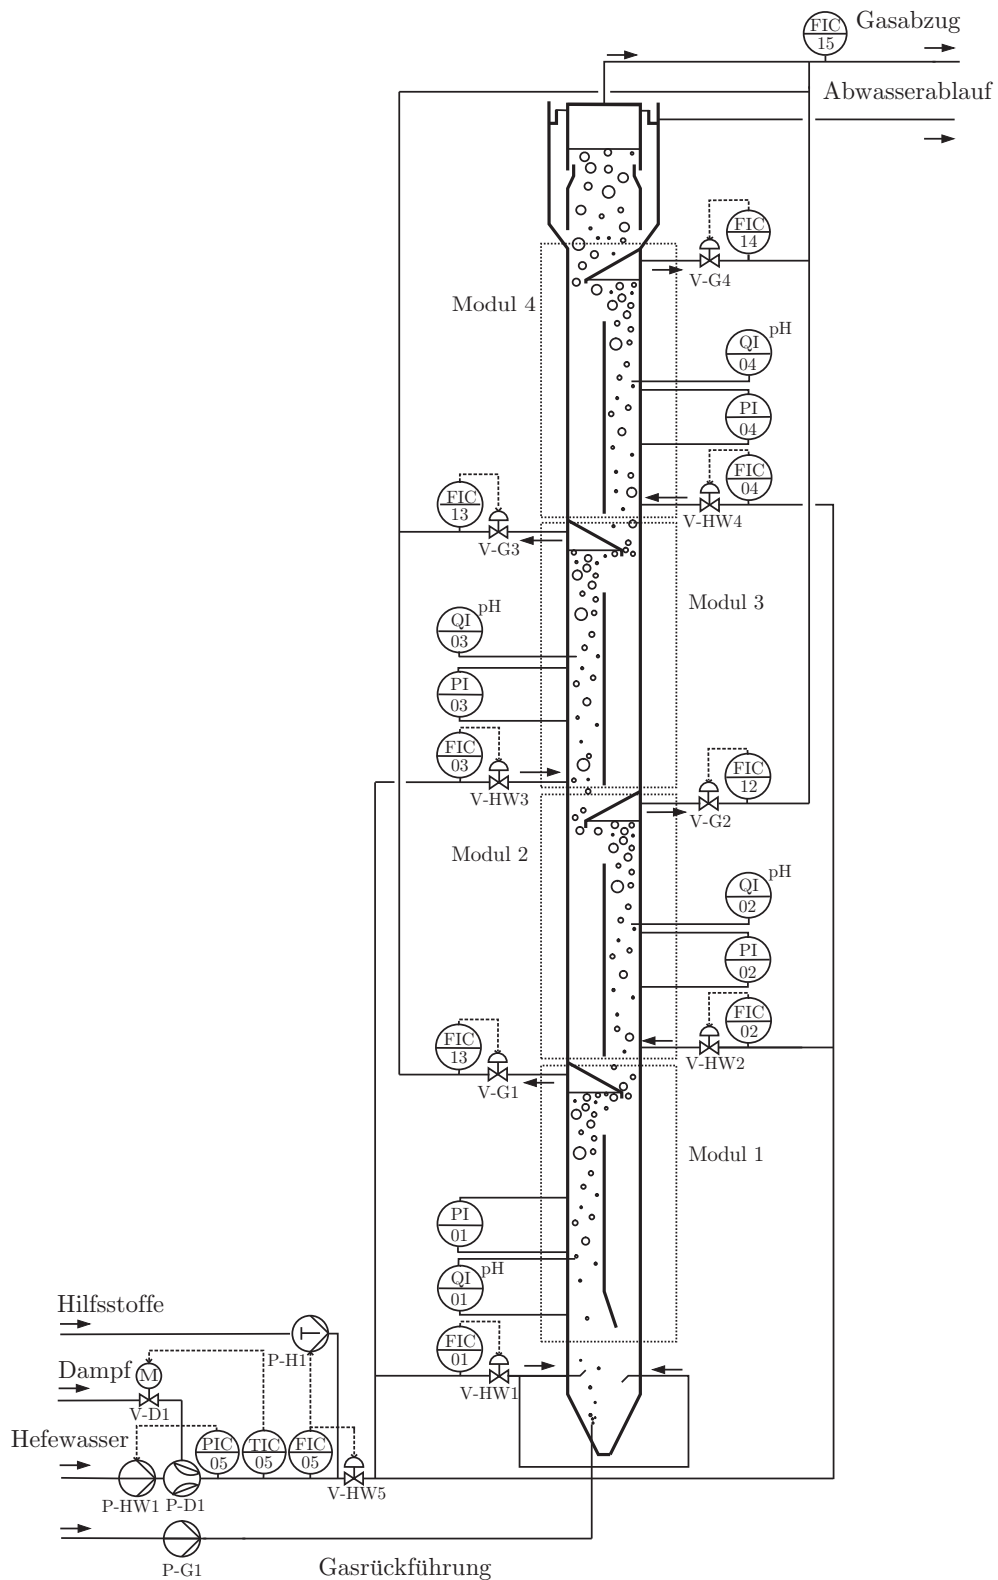 FIC
15
Gasabzug
Abwasserablauf
FIC
14
V-G4
Modul 4
QI
04
pH
PI
04
FIC
04
V-HW4
FIC
13
V-G3
Modul 3
QI
03
pH
PI
03
FIC
03
V-HW3
FIC
12
V-G2
Modul 2
QI
02
pH
PI
02
FIC
02
V-HW2
FIC
13
V-G1
Modul 1
PI
01
QI
01
pH
FIC
01
V-HW1
Hilfsstoffe
P-H1
Dampf
M
V-D1
Hefewasser
PIC
05
TIC
05
FIC
05
V-HW5
P-HW1
P-D1
P-G1
Gasrückführung